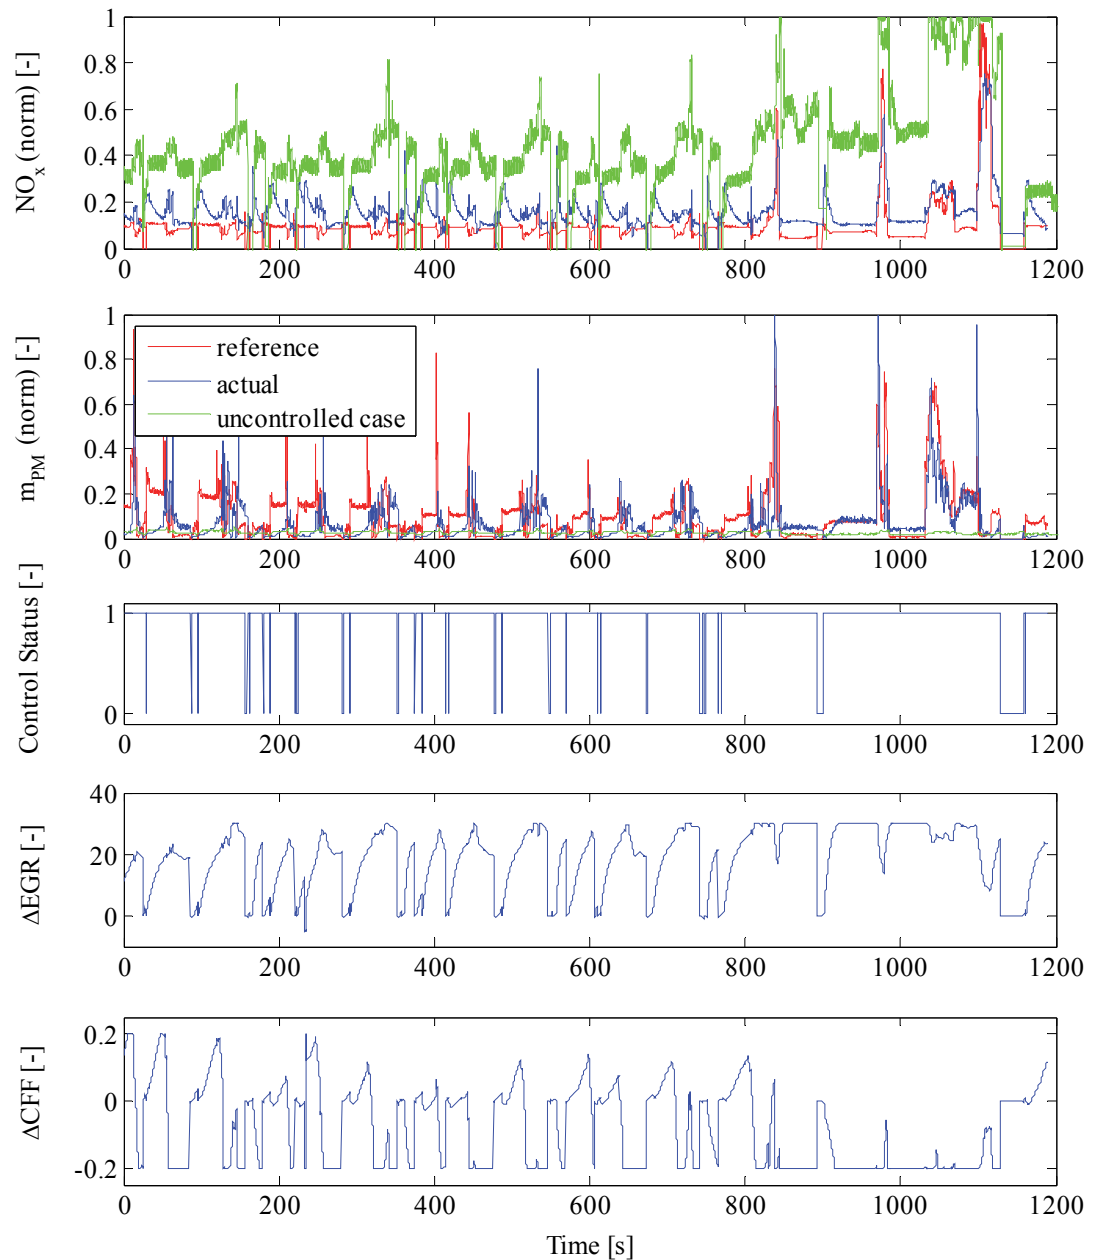 NOx (norm) [-]
1
0.8
0.6
0.4
0.2
0
0 200 400 600 800 1000 1200
mPM (norm) [-]
1
0.8
0.6
0.4
0.2
0
reference
actual
uncontrolled case
0 200 400 600 800 1000 1200
Control Status [-]
1
0
0 200 400 600 800 1000 1200
ΔEGR [-]
40
20
0
0 200 400 600 800 1000 1200
ΔCFF [-]
0.2
0
-0.2
0 200 400 600 800 1000 1200
Time [s]